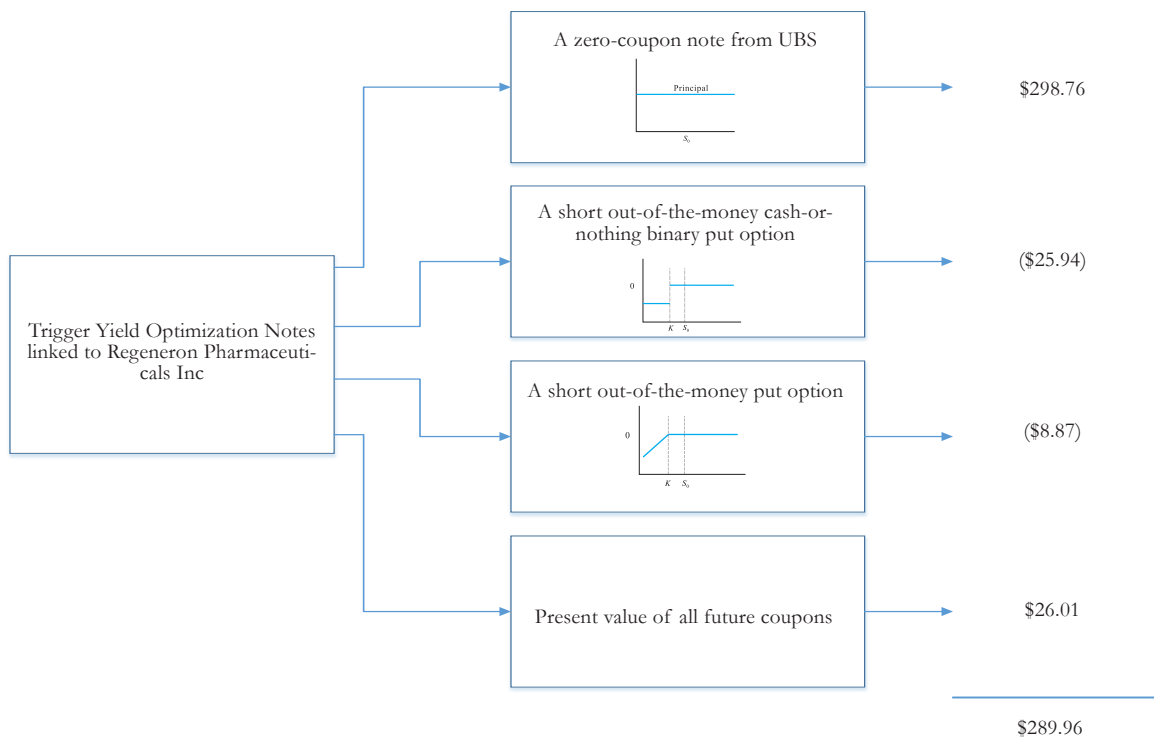 A zero-coupon note from UBS
Principal
S₀
$298.76
A short out-of-the-money cash-or-
nothing binary put option
0
K S₀
($25.94)
Trigger Yield Optimization Notes
linked to Regeneron Pharmaceuti-
cals Inc
A short out-of-the-money put option
0
K S₀
($8.87)
Present value of all future coupons
$26.01
$289.96